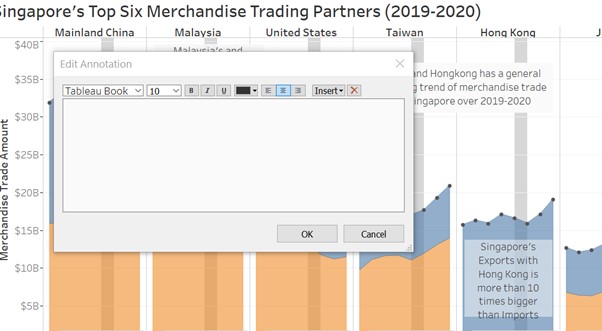 Singapore's Top Six Merchandise Trading Partners (2019-2020)
Mainland China Malaysia United States Taiwan Hong Kong J
$40B
$35B
$30B
$25B
$20B
$15B
$10B
$5B
Merchandise Trade Amount
Malaysia's and
and Hongkong has a general
g trend of merchandise trade
ingapore over 2019-2020
Edit Annotation
Tableau Book 10 B I U Insert
OK Cancel
Singapore's
Exports with
Hong Kong is
more than 10
times bigger
than Imports